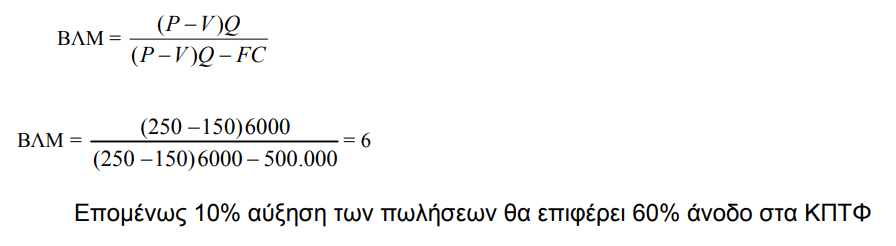 ΒΛΜ = (P – V)Q / (P – V)Q – FC
ΒΛΜ = (250 – 150)6000 / (250 – 150)6000 – 500.000 = 6
Επομένως 10% αύξηση των πωλήσεων θα επιφέρει 60% άνοδο στα ΚΠΤΦ